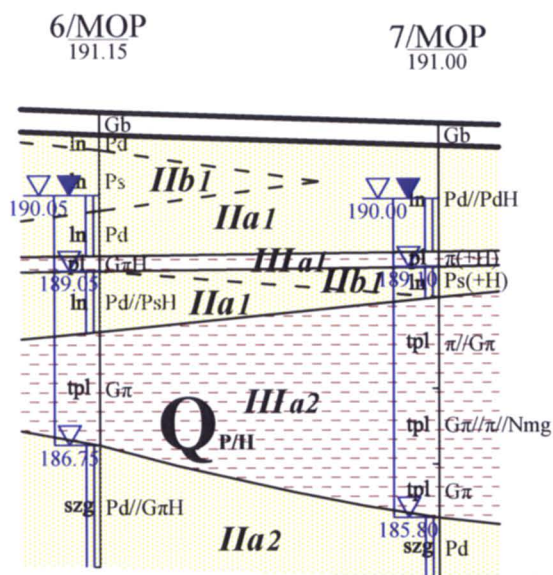 6/MOP 7/MOP
191.15 191.00
Gb Gb
ln Pd
ln Ps IIb1 ln Pd//PdH
190.05 190.00
ln Pd IIa1
pl GπH IIIa1 pl π(+H)
189.05 189.10
IIb1 ln Ps(+H)
ln Pd//PsH IIa1
tpl π//Gπ
tpl Gπ IIIa2
Q P/H tpl Gπ//π//Nmg
186.75
tpl Gπ
szg Pd//GπH 185.80
IIa2 szg Pd